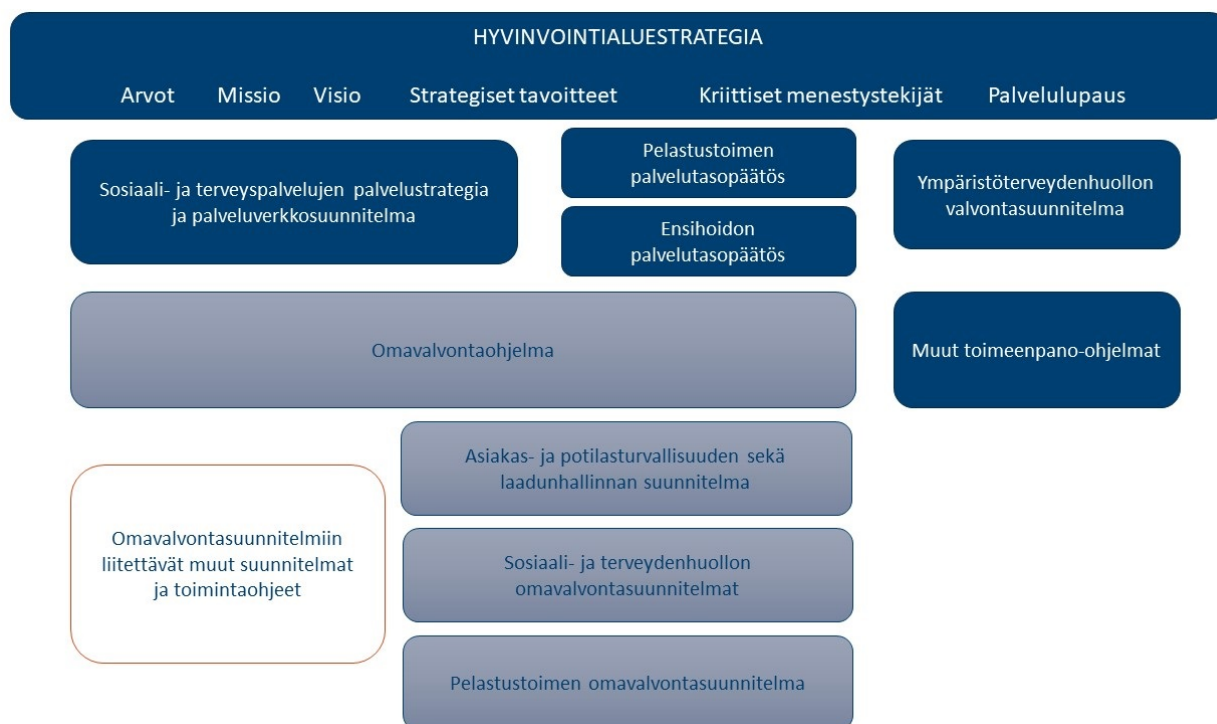 HYVINVOINTIALUESTRATEGIA
Arvot Missio Visio Strategiset tavoitteet Kriittiset menestystekijät Palvelulupaus
Sosiaali- ja terveyspalvelujen palvelustrategia
ja palveluverkkosuunnitelma
Pelastustoimen
palvelutasopäätös
Ensihoidon
palvelutasopäätös
Ympäristöterveydenhuollon
valvontasuunnitelma
Omavalvontaohjelma
Muut toimeenpano-ohjelmat
Omavalvontasuunnitelmiin
liitettävät muut suunnitelmat
ja toimintaohjeet
Asiakas- ja potilasturvallisuuden sekä
laadunhallinnan suunnitelma
Sosiaali- ja terveydenhuollon
omavalvontasuunnitelmat
Pelastustoimen omavalvontasuunnitelma